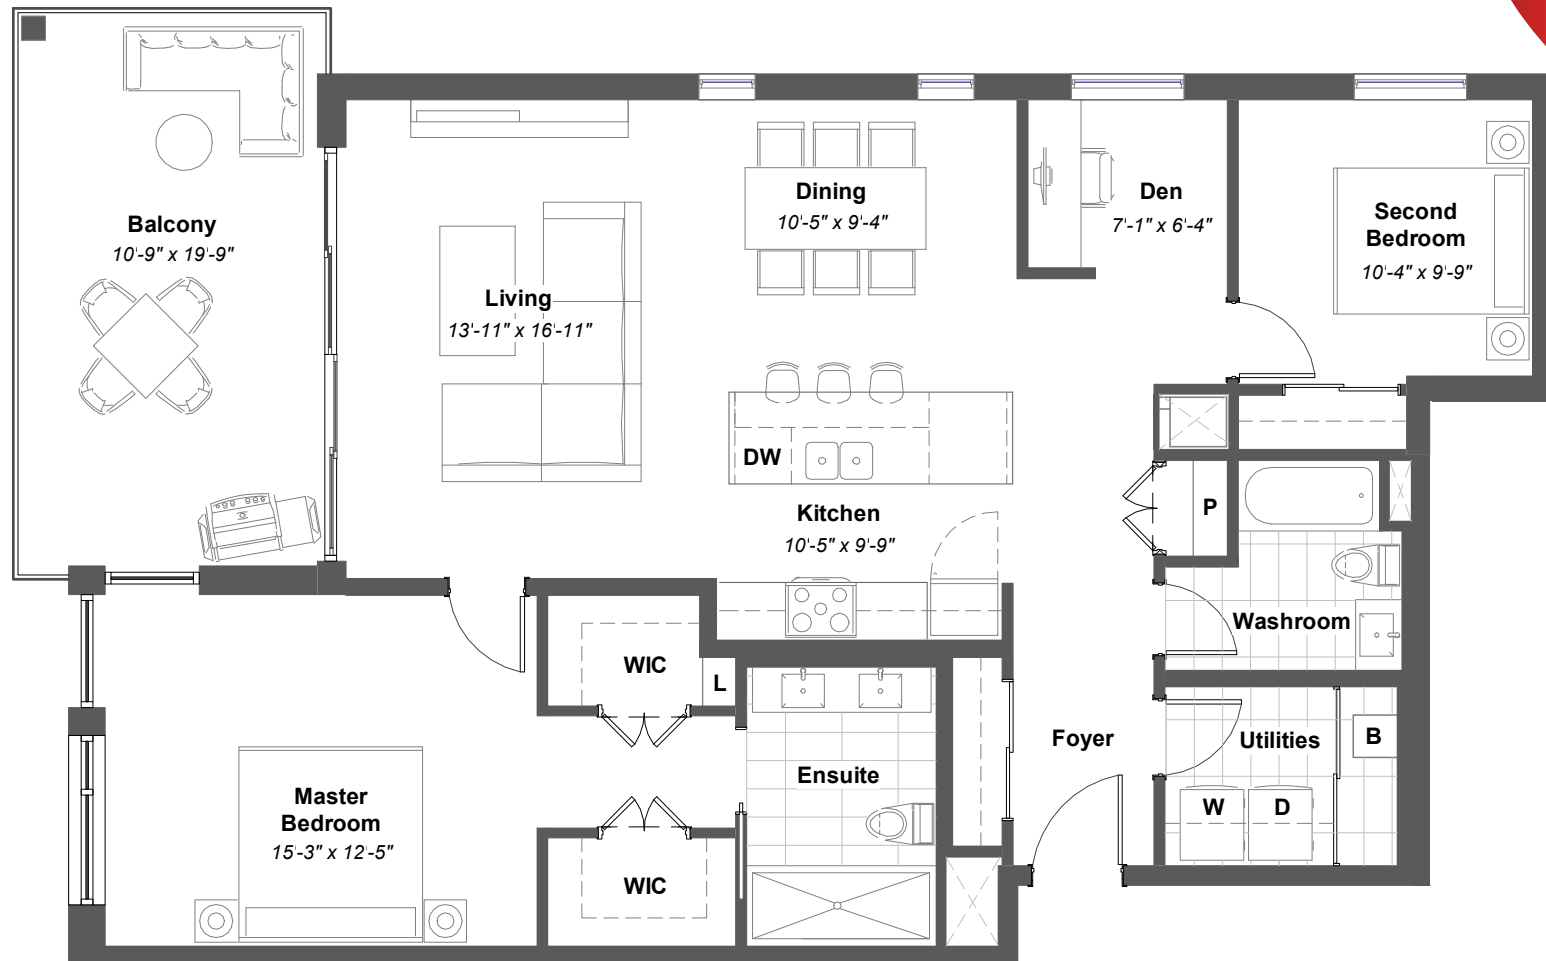 Balcony
10'-9" x 19'-9"
Living
13'-11" x 16'-11"
Dining
10'-5" x 9'-4"
Den
7'-1" x 6'-4"
Second
Bedroom
10'-4" x 9'-9"
DW
Kitchen
10'-5" x 9'-9"
P
Washroom
WIC
L
Foyer
Utilities
B
Ensuite
W
D
Master
Bedroom
15'-3" x 12'-5"
WIC